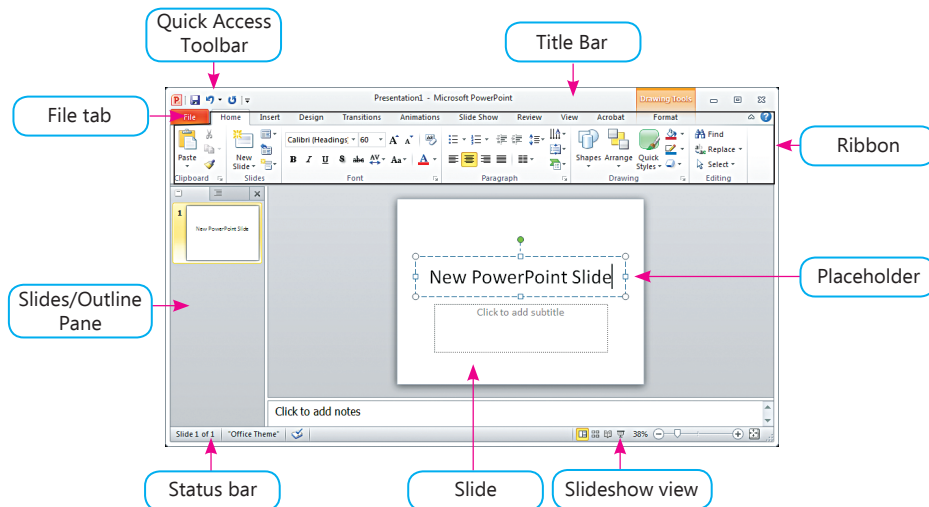 Quick Access
Toolbar
Title Bar
File tab
Ribbon
Placeholder
Slides/Outline
Pane
Status bar
Slide
Slideshow view
Presentation1 - Microsoft PowerPoint
Drawing Tools
File Home Insert Design Transitions Animations Slide Show Review View Acrobat Format
Calibri (Headings) 60
Paste
New
Slide
B I U S abc AV Aa A
Shapes Arrange Quick
Styles
Find
Replace
Select
Clipboard Slides Font Paragraph Drawing Editing
1
New PowerPoint Slide
New PowerPoint Slide
Click to add subtitle
Click to add notes
Slide 1 of 1 "Office Theme" 38%